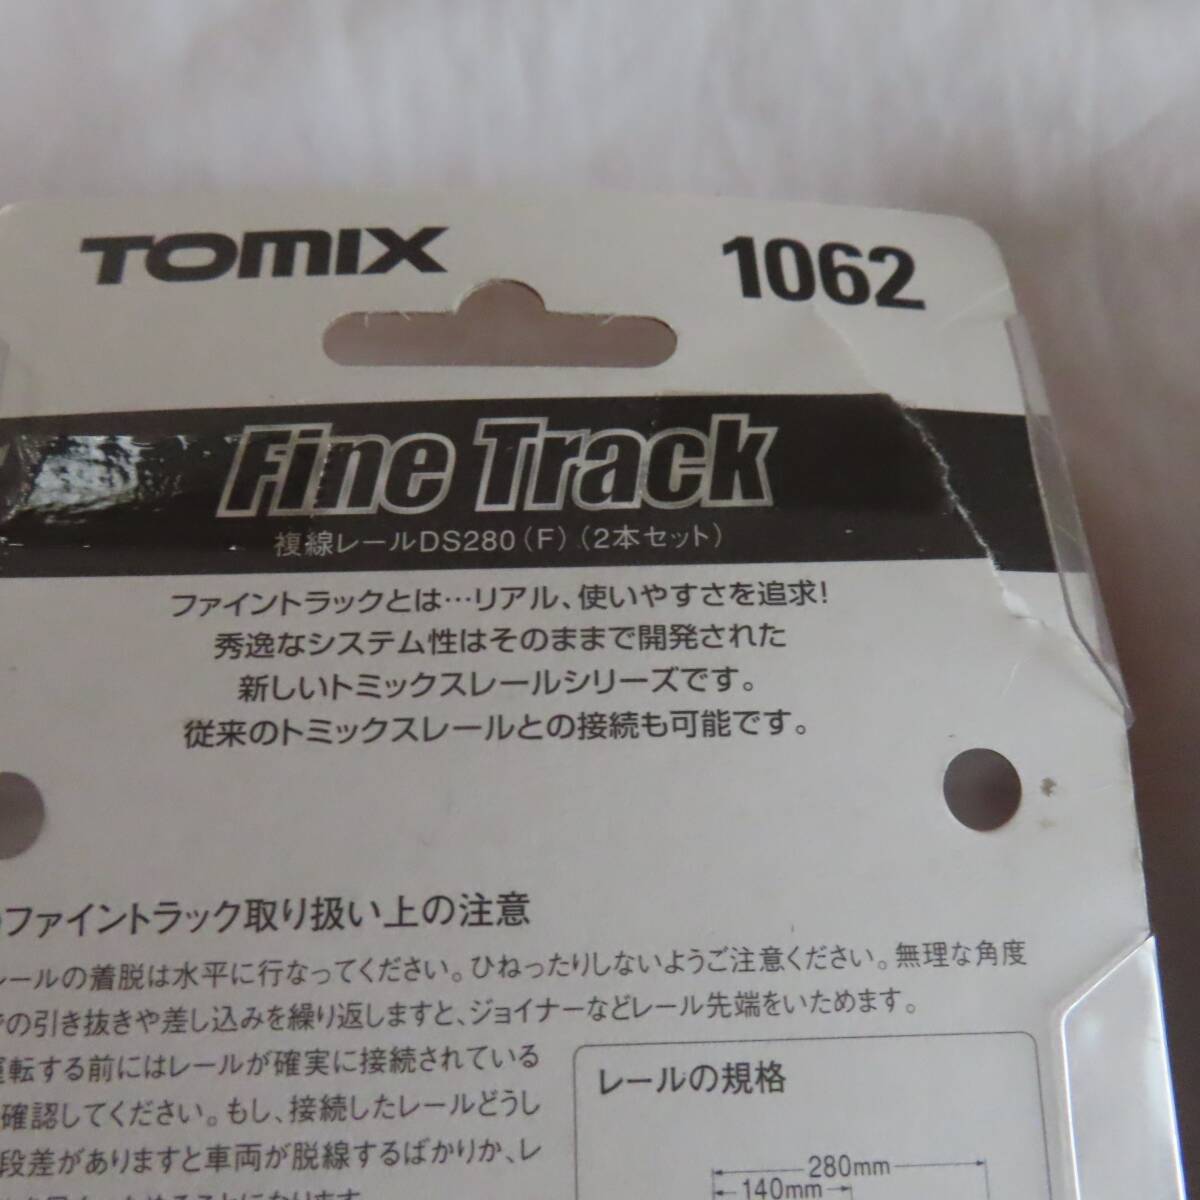 TOMIX 1062
Fine Track
複線レールDS280(F)(2本セット)
ファイントラックとは…リアル、使いやすさを追求!
秀逸なシステム性はそのままで開発された
新しいトミックスレールシリーズです。
従来のトミックスレールとの接続も可能です。
ファイントラック取り扱い上の注意
レールの着脱は水平に行なってください。ひねったりしないようご注意ください。無理な角度
での引き抜きや差し込みを繰り返しますと、ジョイナーなどレール先端をいためます。
運転する前にはレールが確実に接続されている
確認してください。もし、接続したレールどうし
段差がありますと車両が脱線するばかりか、レ
レールの規格
280mm
140mm